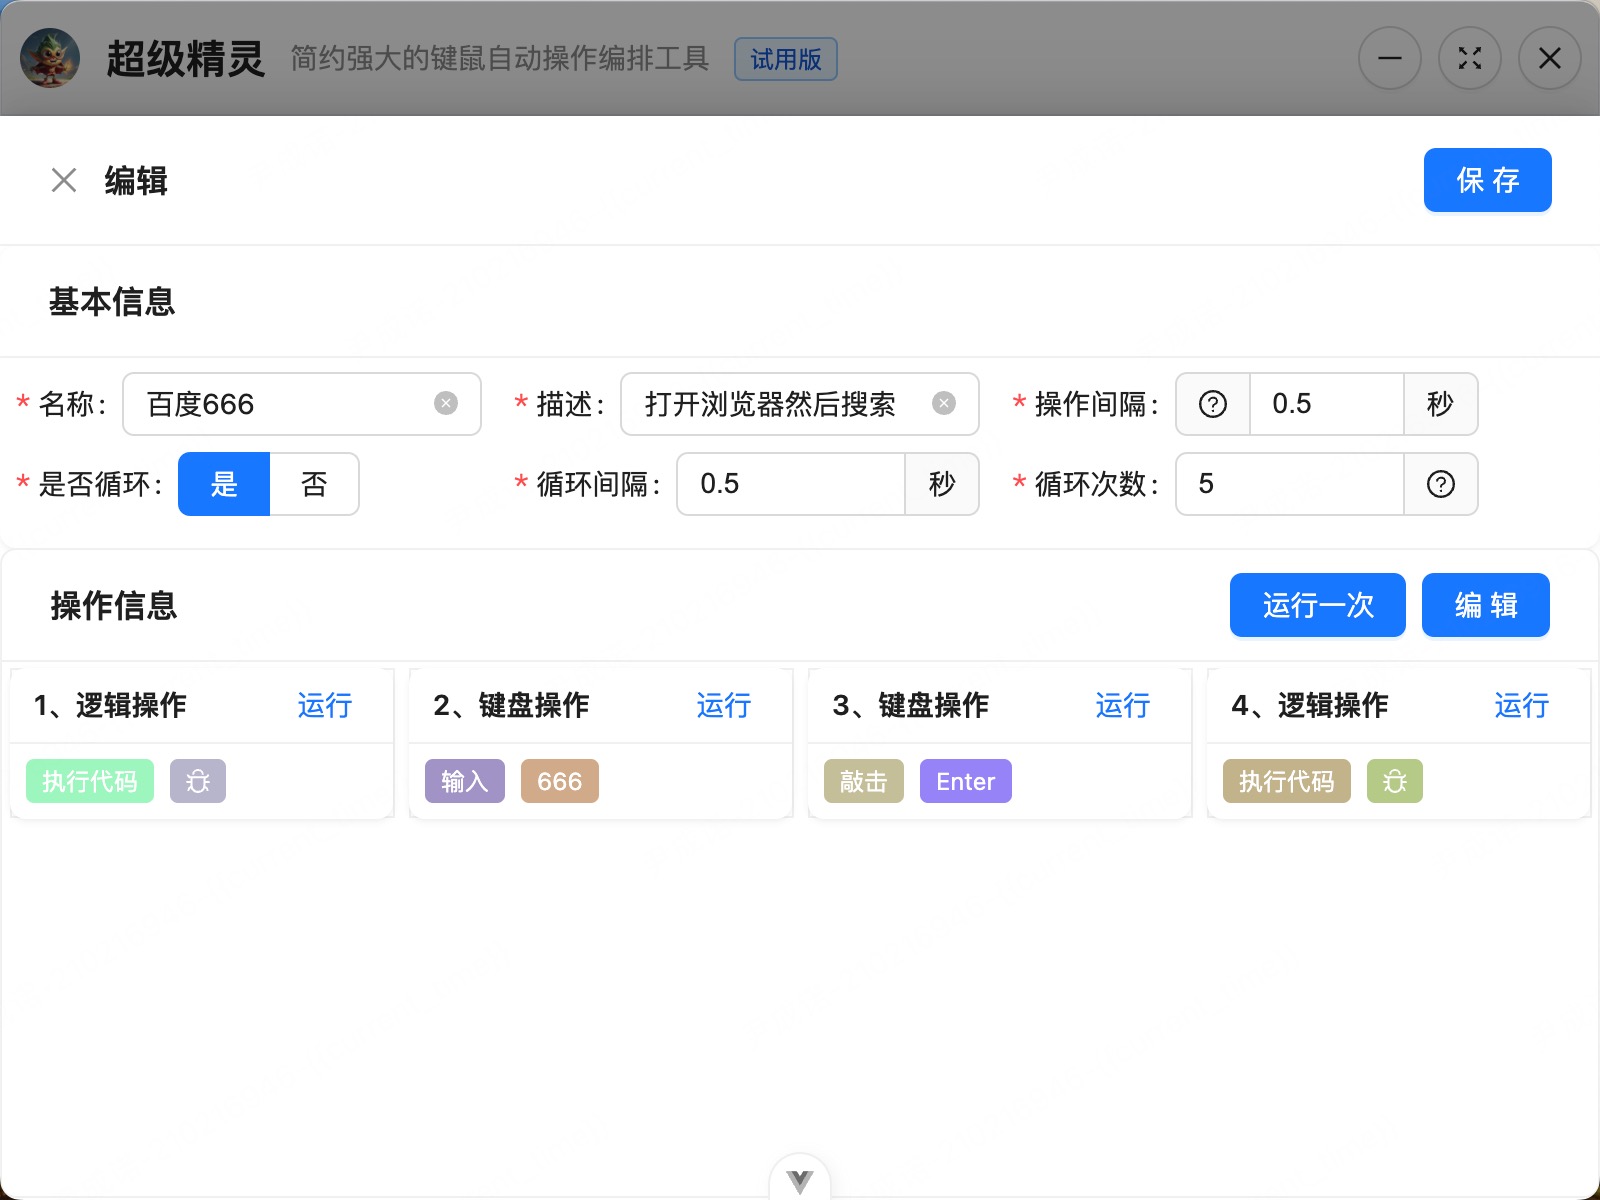 超级精灵 简约强大的键鼠自动操作编排工具 试用版
编辑 保存
基本信息
* 名称: 百度666 * 描述: 打开浏览器然后搜索 * 操作间隔: 0.5 秒
* 是否循环: 是 否 * 循环间隔: 0.5 秒 * 循环次数: 5
操作信息 运行一次 编辑
1、逻辑操作 运行 2、键盘操作 运行 3、键盘操作 运行 4、逻辑操作 运行
执行代码 输入 666 敲击 Enter 执行代码